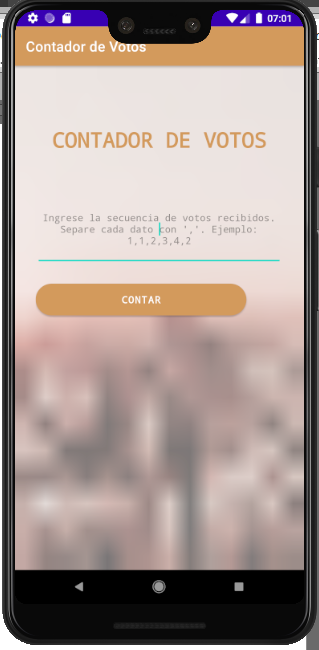 07:01
Contador de Votos
CONTADOR DE VOTOS
Ingrese la secuencia de votos recibidos.
Separe cada dato con ','. Ejemplo:
1,1,2,3,4,2
CONTAR